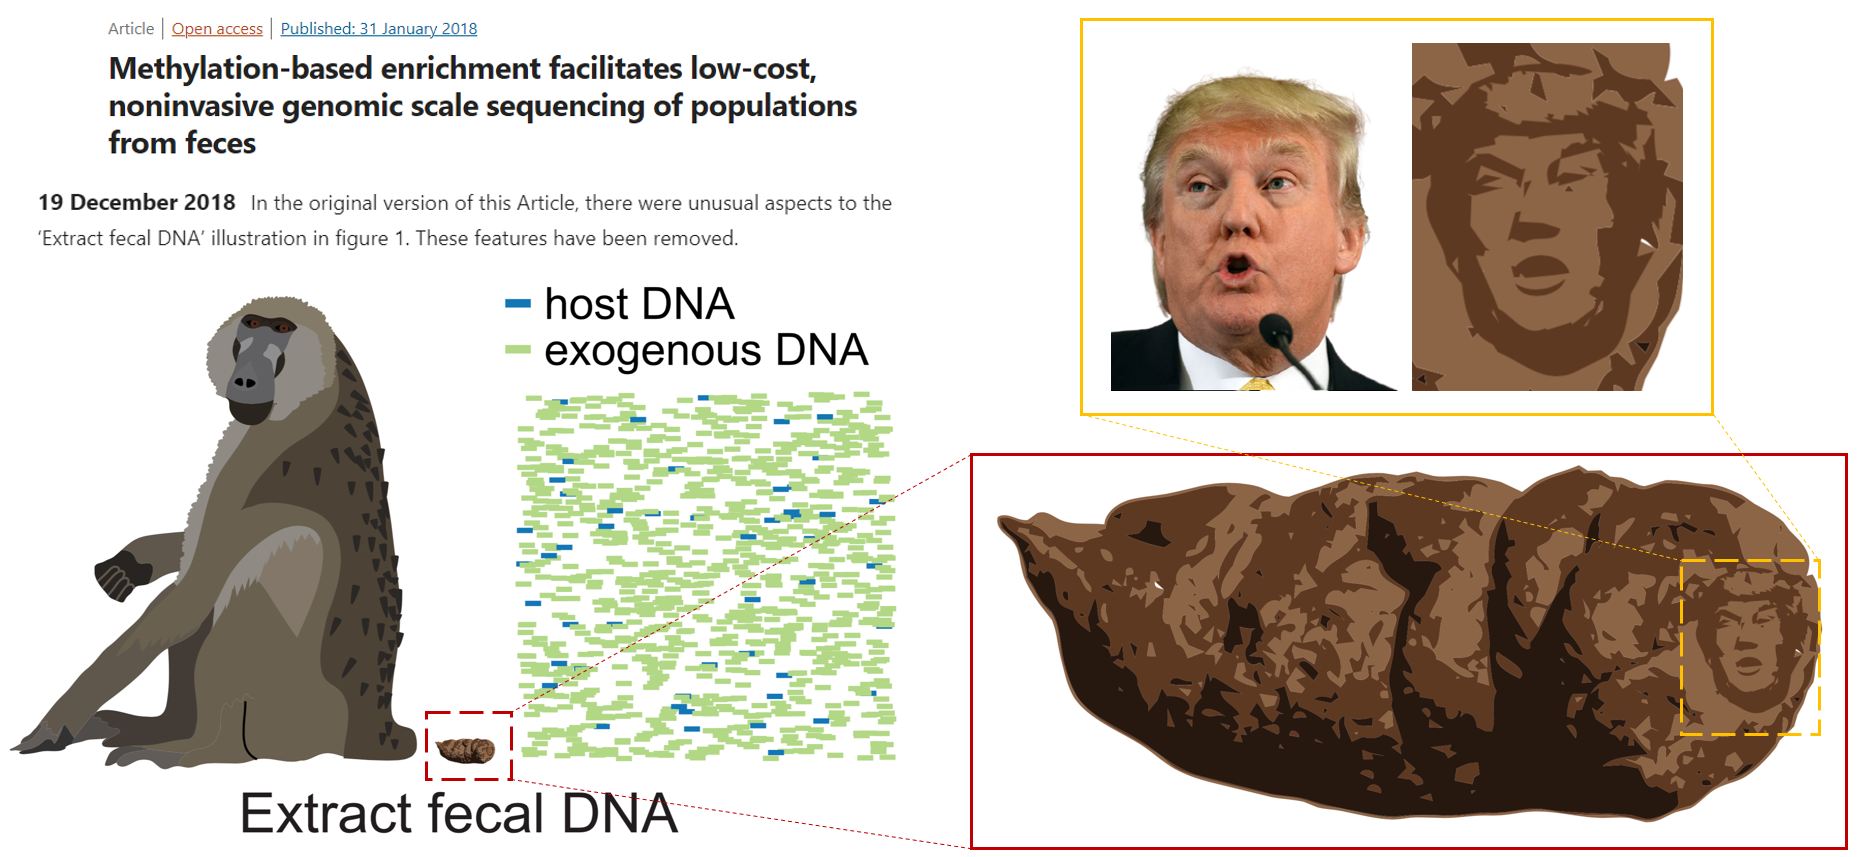 Article | Open access | Published: 31 January 2018
Methylation-based enrichment facilitates low-cost,
noninvasive genomic scale sequencing of populations
from feces
19 December 2018 In the original version of this Article, there were unusual aspects to the
‘Extract fecal DNA’ illustration in figure 1. These features have been removed.
host DNA
exogenous DNA
Extract fecal DNA